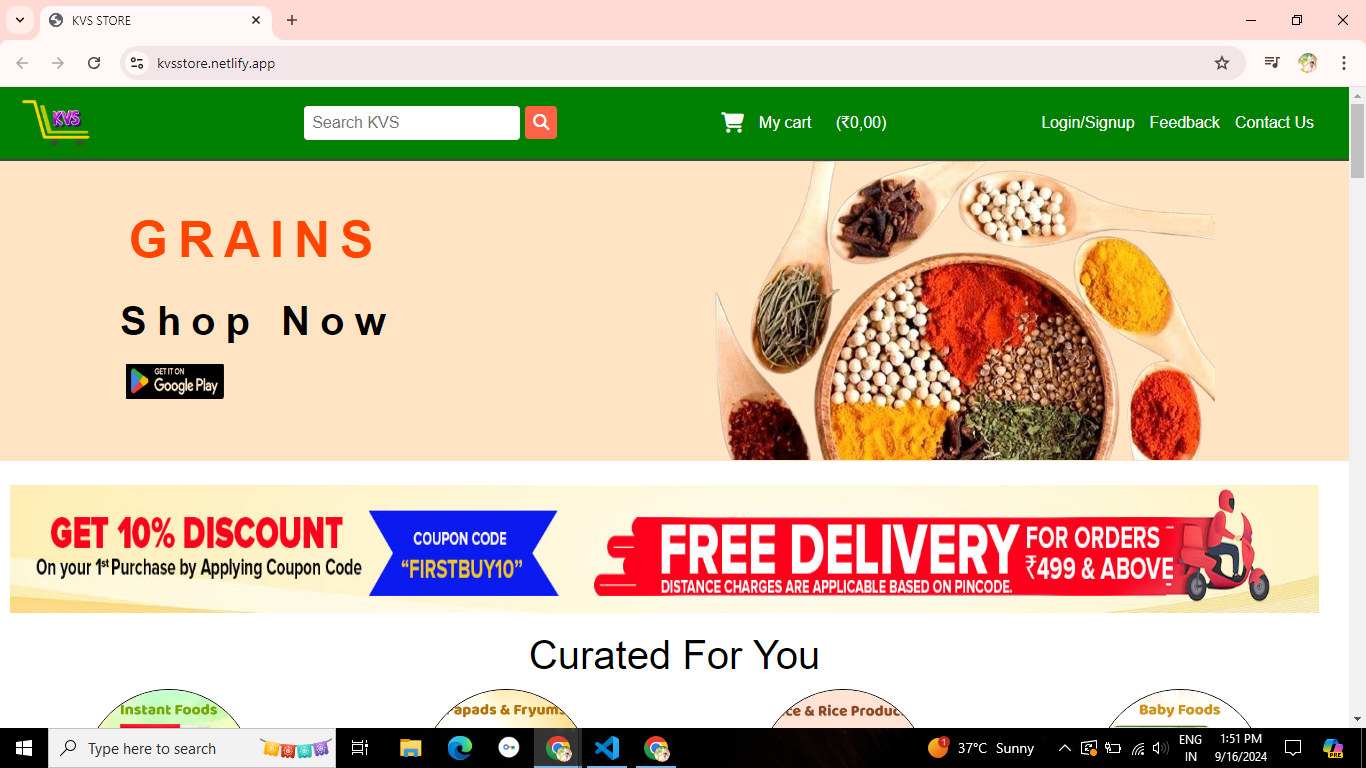 KVS STORE
kvsstore.netlify.app
KVS
Search KVS
My cart (₹0,00)
Login/Signup Feedback Contact Us
GRAINS
Shop Now
GET IT ON
Google Play
GET 10% DISCOUNT
On your 1st Purchase by Applying Coupon Code
COUPON CODE
“FIRSTBUY10”
FREE DELIVERY
DISTANCE CHARGES ARE APPLICABLE BASED ON PINCODE.
FOR ORDERS
₹499 & ABOVE
Curated For You
Instant Foods
apads & Fryums
ce & Rice Produc
Baby Foods
Type here to search
1
37°C Sunny
ENG
IN
1:51 PM
9/16/2024
PRE